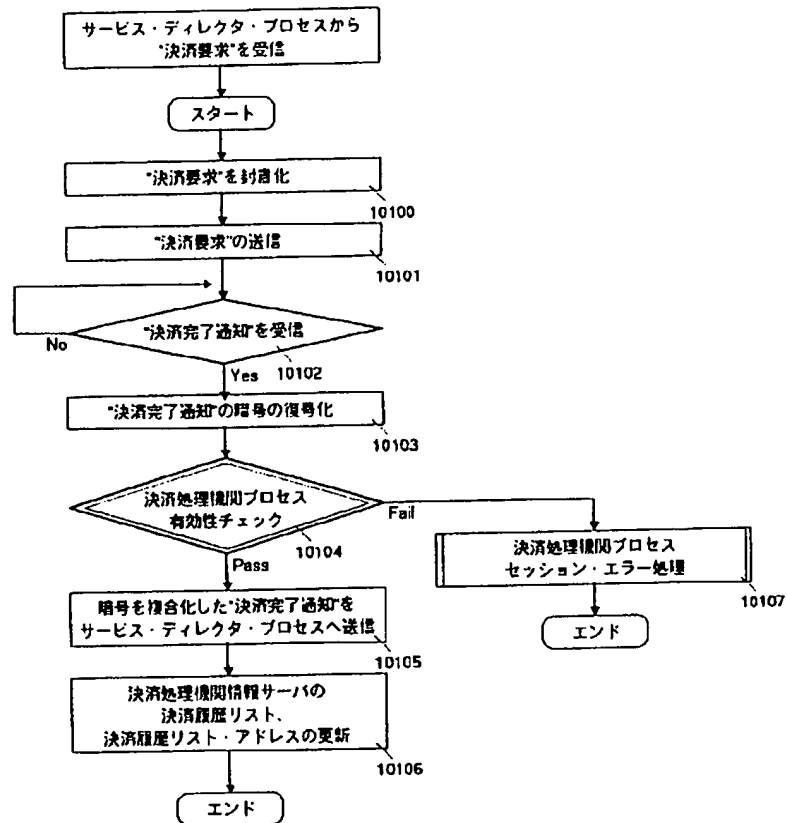 サービス・ディレクタ・プロセスから
"決済要求"を受信
スタート
"決済要求"を封書化
10100
"決済要求"の送信
10101
"決済完了通知"を受信
No
10102
Yes
"決済完了通知"の暗号の復号化
10103
決済処理機関プロセス
有効性チェック
10104
Fail
Pass
決済処理機関プロセス
セッション・エラー処理
10107
エンド
暗号を複合化した"決済完了通知"を
サービス・ディレクタ・プロセスへ送信
10105
決済処理機関情報サーバの
決済履歴リスト、
決済履歴リスト・アドレスの更新
10106
エンド